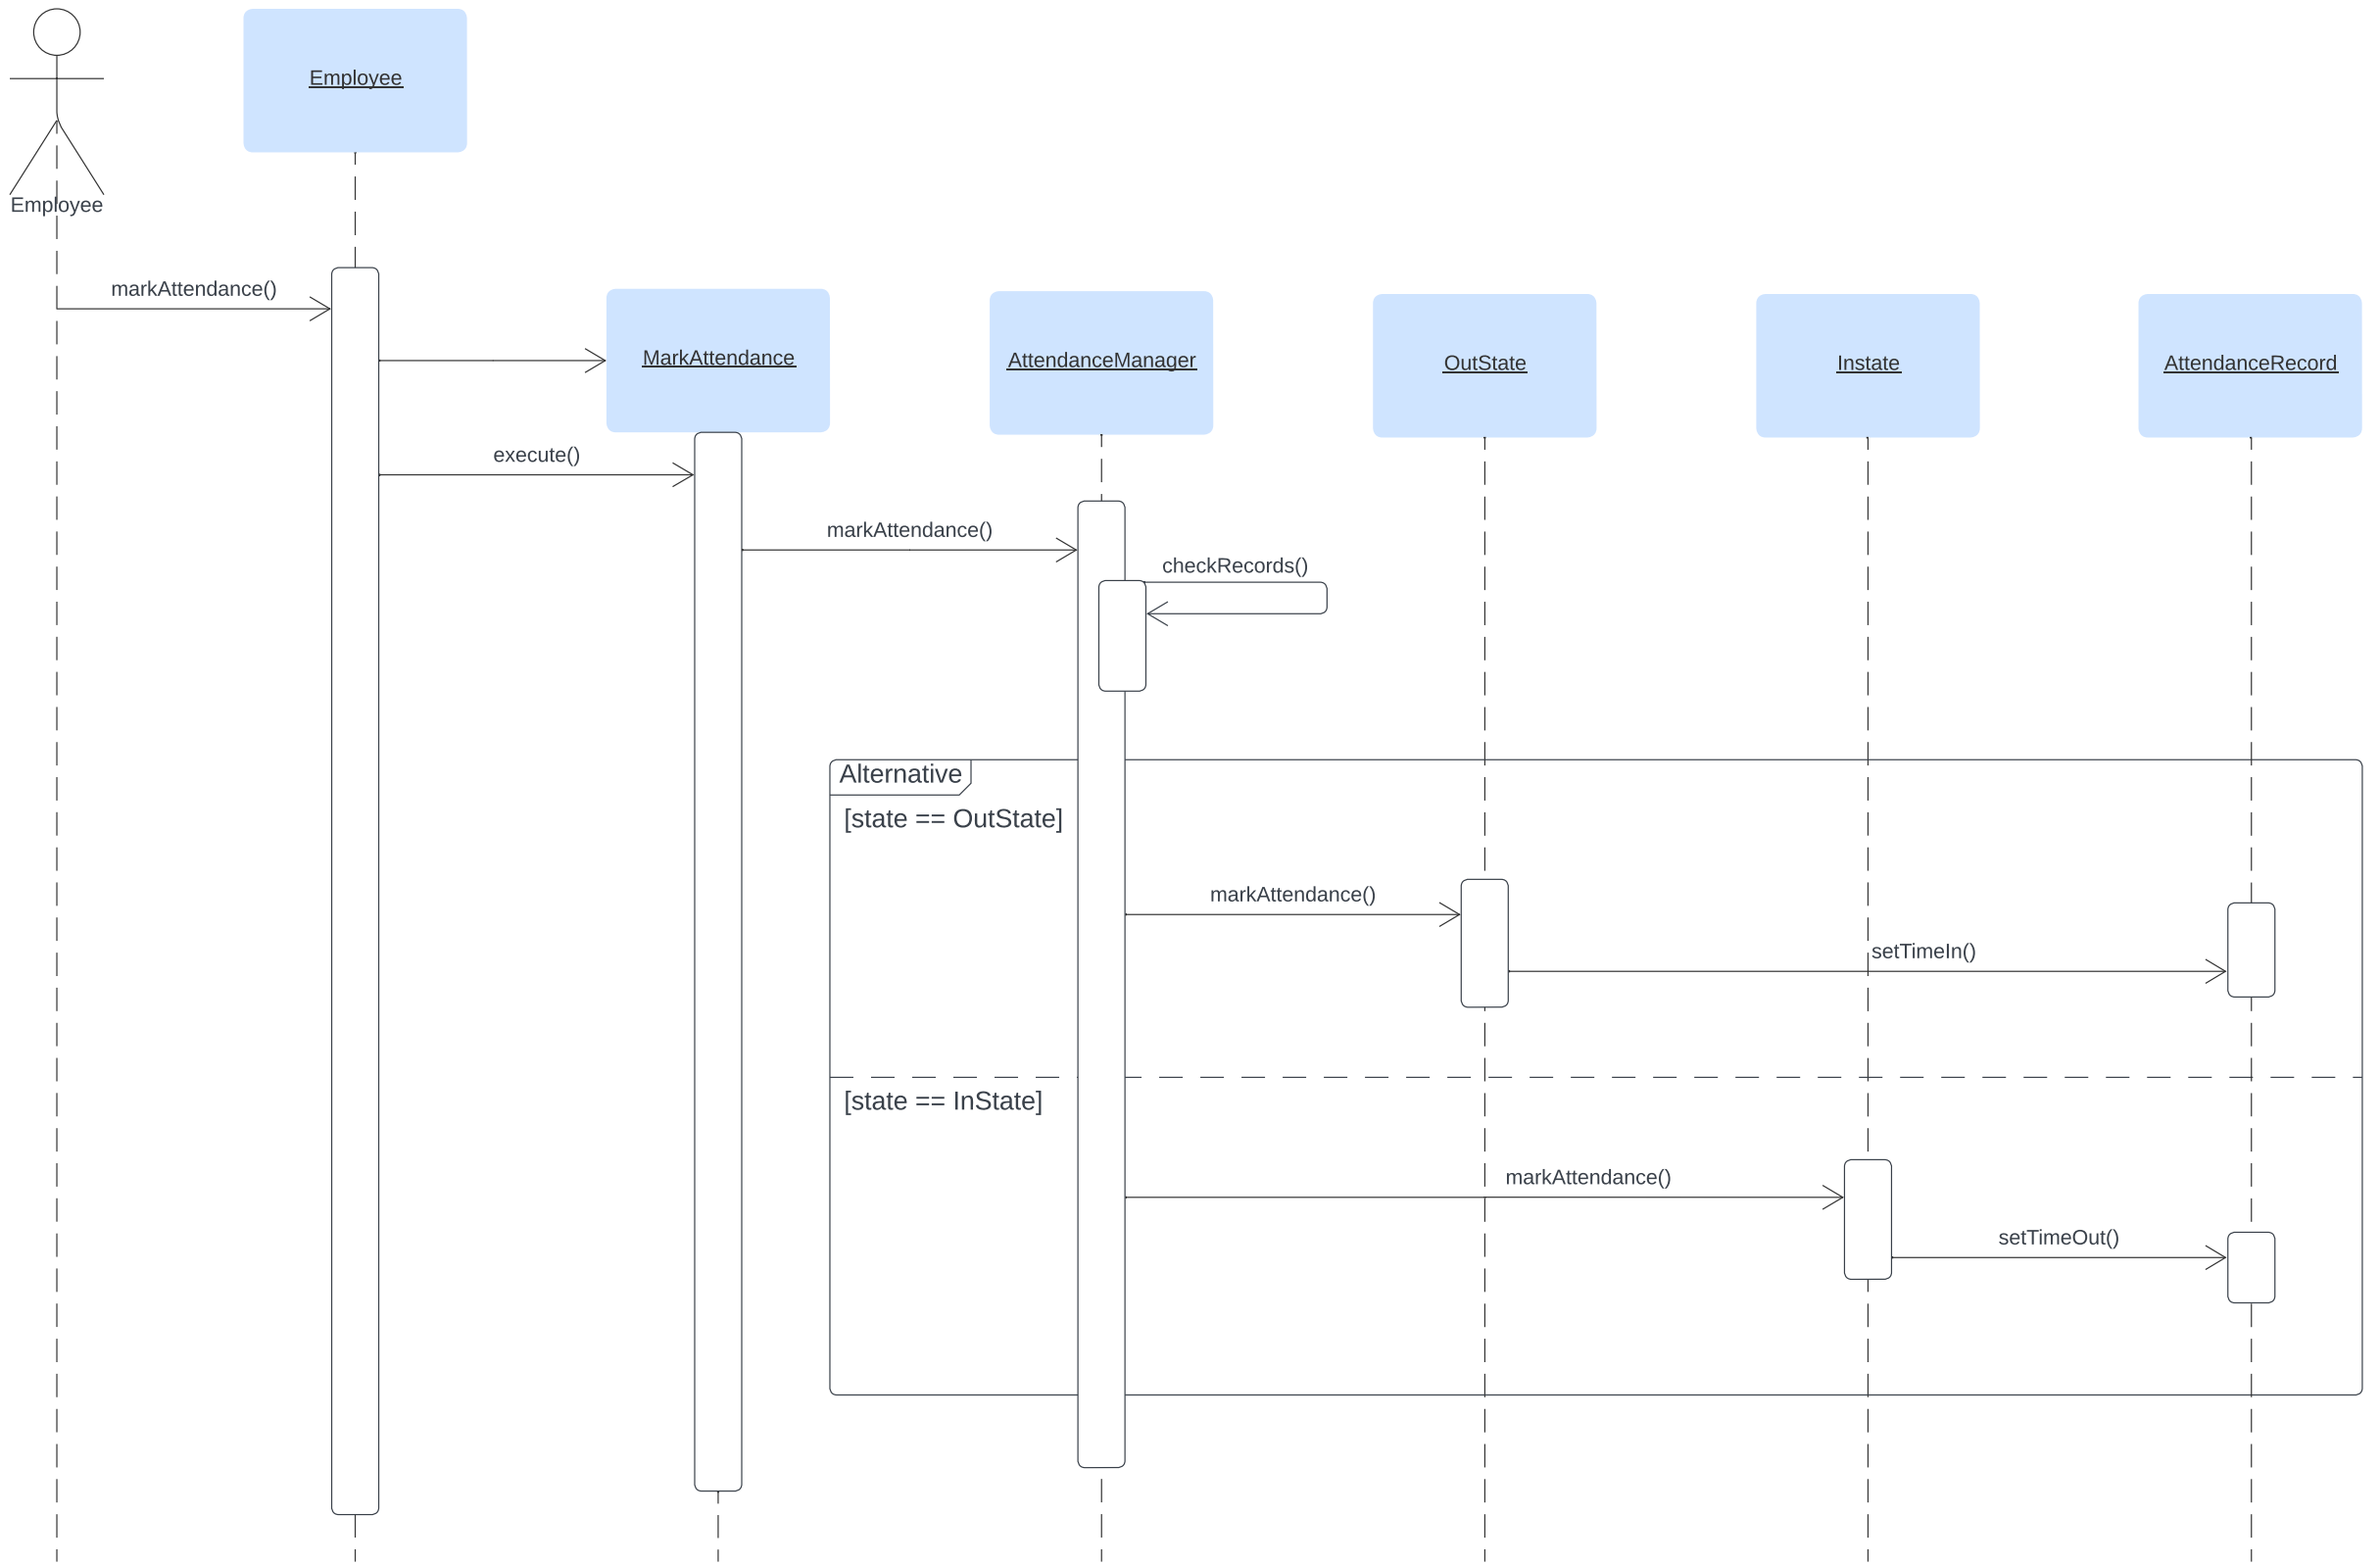 Employee
Employee
markAttendance()
MarkAttendance
AttendanceManager
OutState
Instate
AttendanceRecord
execute()
markAttendance()
checkRecords()
Alternative
[state == OutState]
markAttendance()
setTimeIn()
[state == InState]
markAttendance()
setTimeOut()